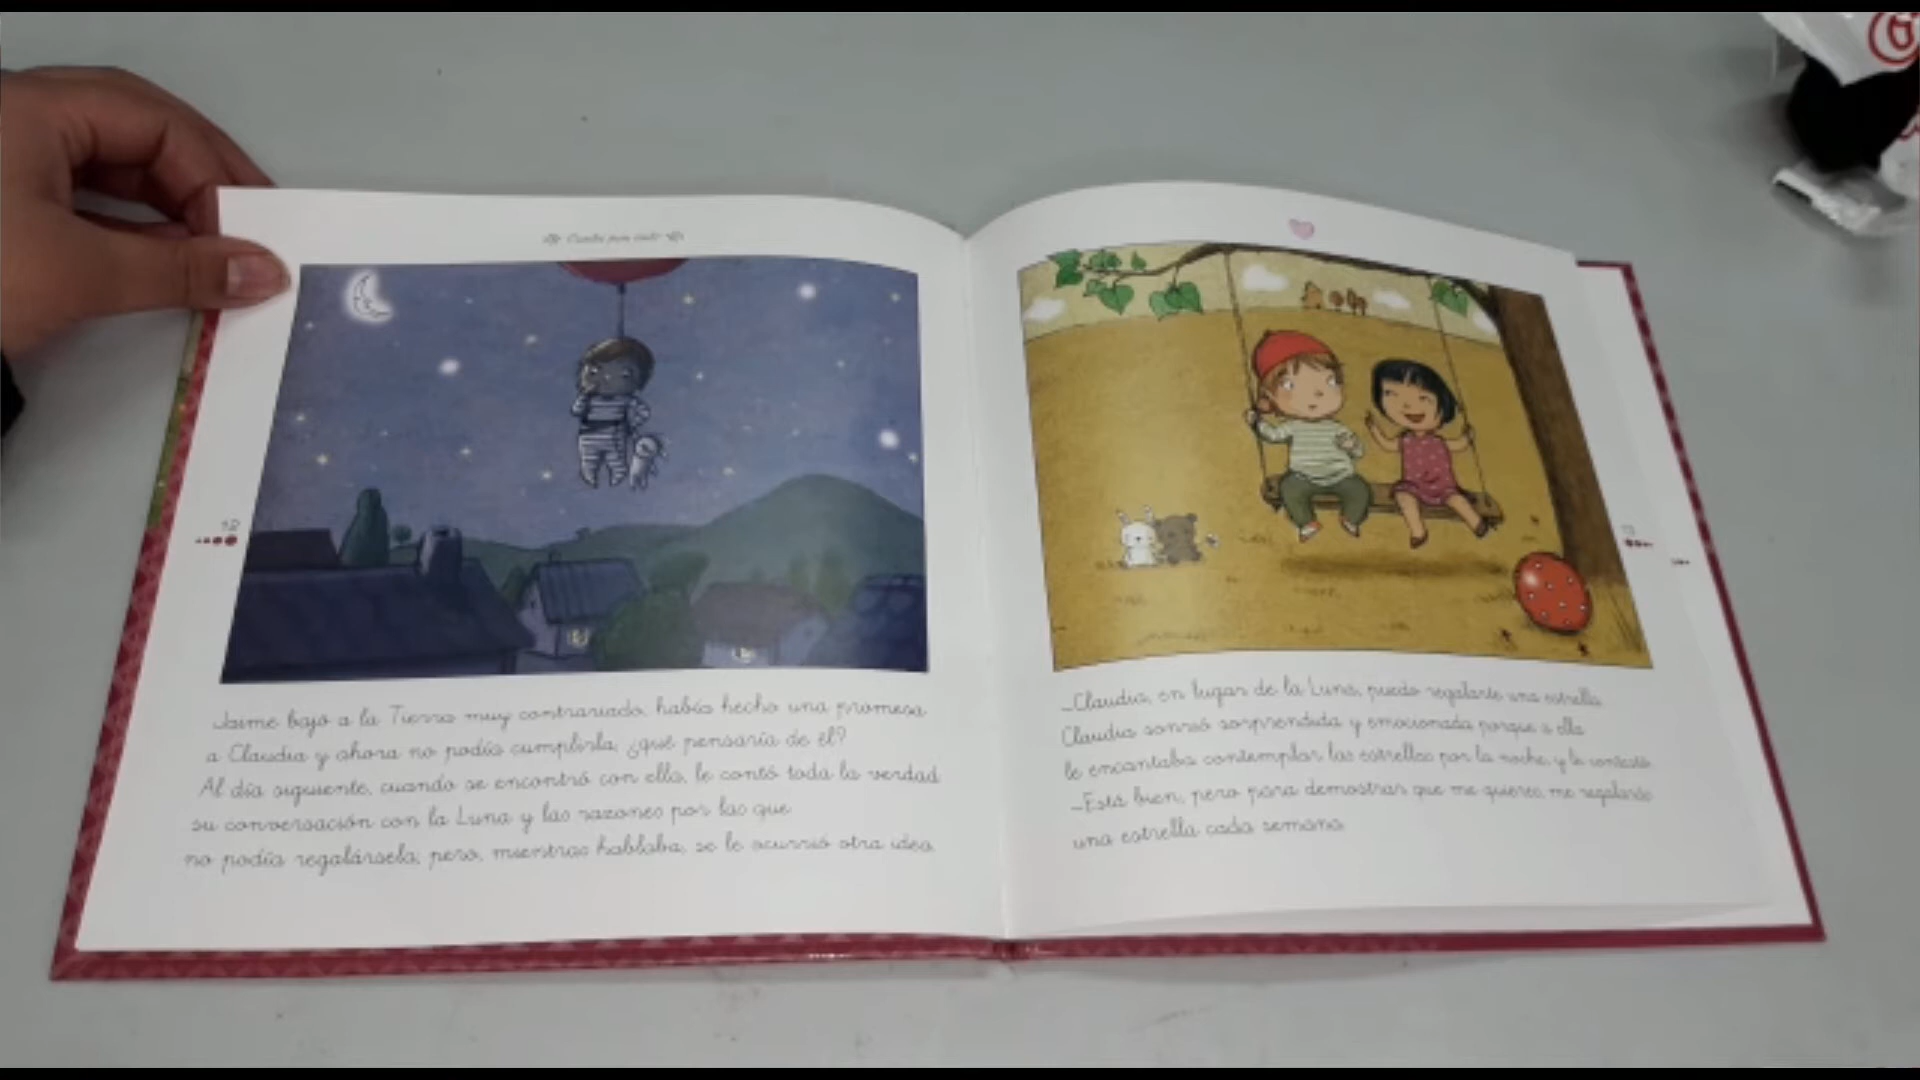 Cuentos para sentir
12
Jaime bajó a la Tierra muy contrariado, había hecho una promesa
a Claudia y ahora no podía cumplirla; ¿qué pensaría de él?
Al día siguiente, cuando se encontró con ella, le contó toda la verdad
su conversación con la Luna y las razones por las que
no podía regalársela; pero, mientras hablaba, se le ocurrió otra idea.
—Claudia, en lugar de la Luna, puedo regalarte una estrella.
Claudia sonrió sorprendida y emocionada porque a ella
le encantaba contemplar las estrellas por la noche, y le contestó:
—Está bien, pero para demostrar que me quieres, me regalarás
una estrella cada semana.